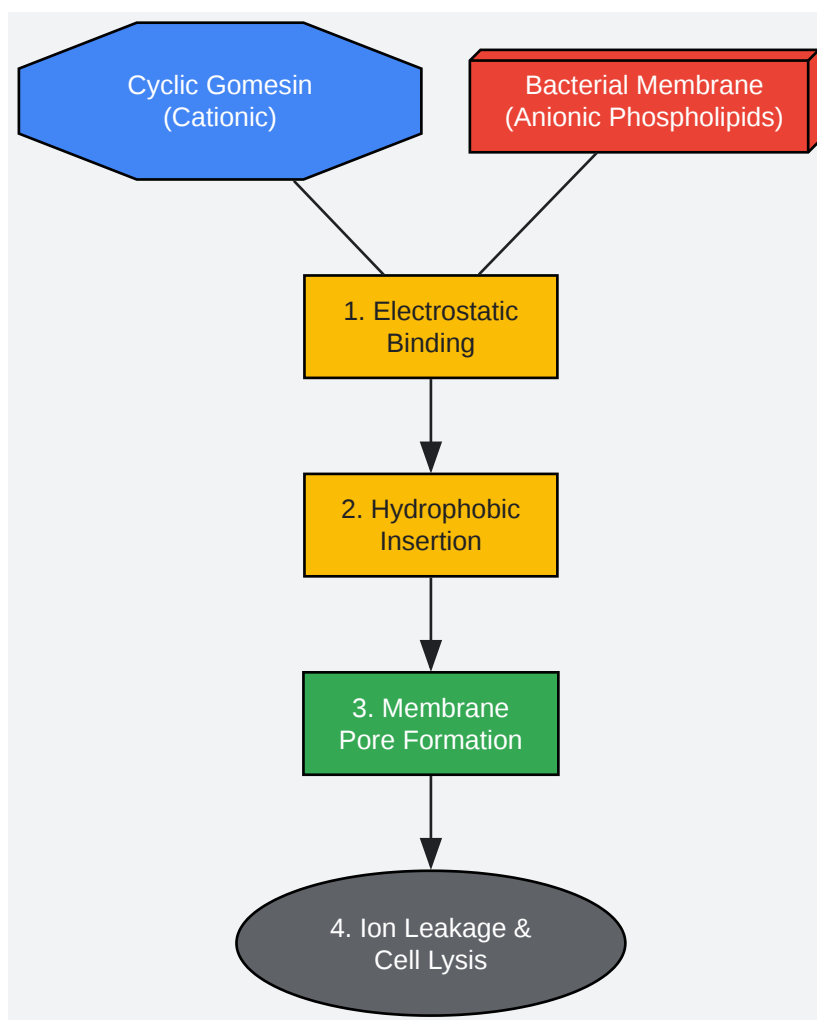 Cyclic Gomesin
(Cationic)
Bacterial Membrane
(Anionic Phospholipids)
1. Electrostatic
Binding
2. Hydrophobic
Insertion
3. Membrane
Pore Formation
4. Ion Leakage &
Cell Lysis